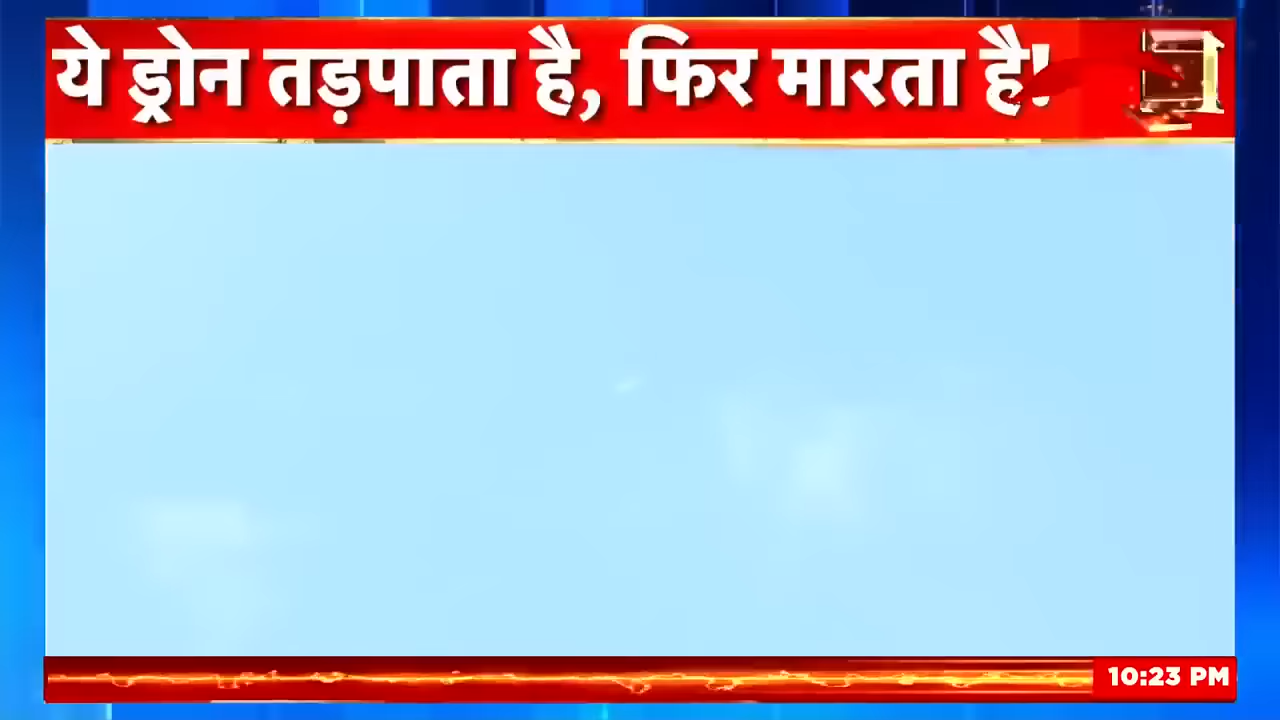 ये ड्रोन तड़पाता है, फिर मारता है!
10:23 PM